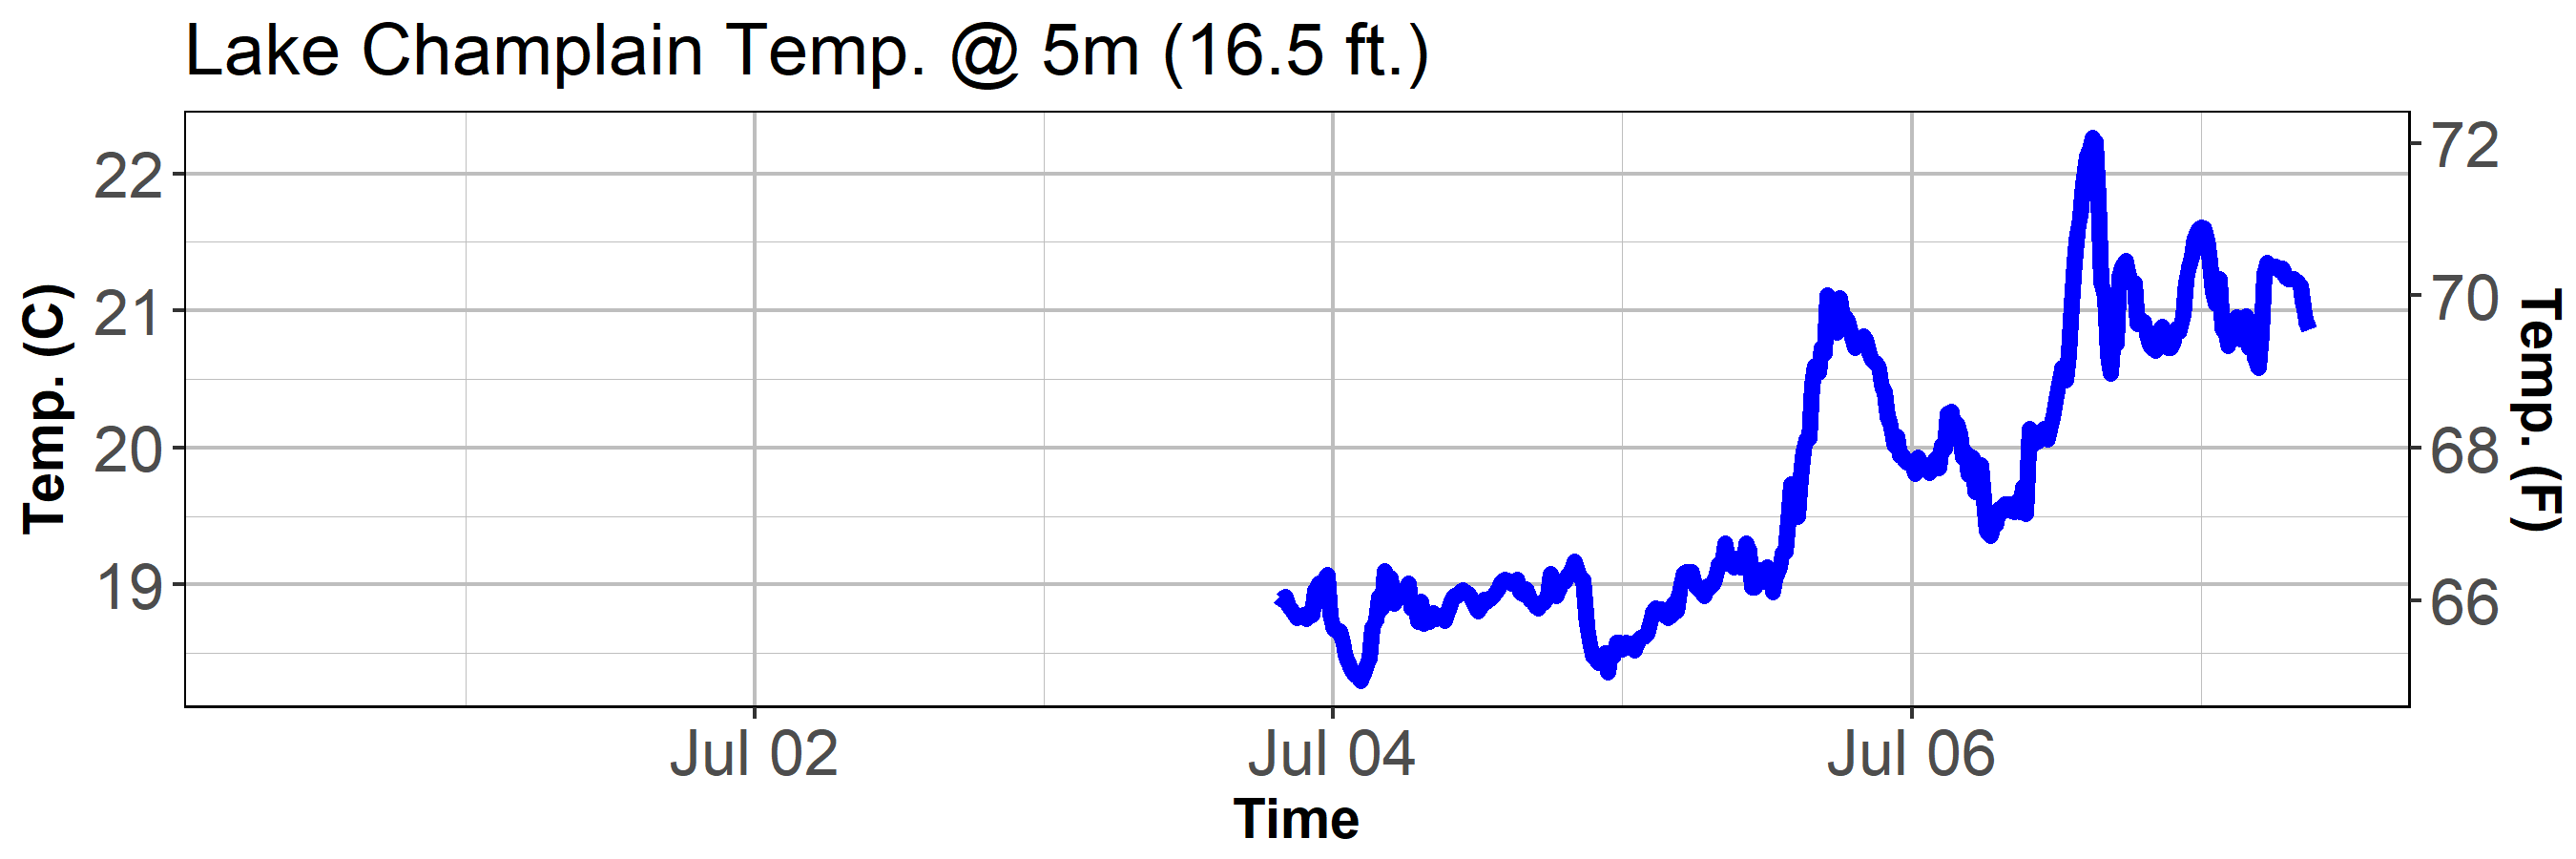 Lake Champlain Temp. @ 5m (16.5 ft.)
Temp. (C)
22
21
20
19
72
70
68
66
Temp. (F)
Jul 02 Jul 04 Jul 06
Time